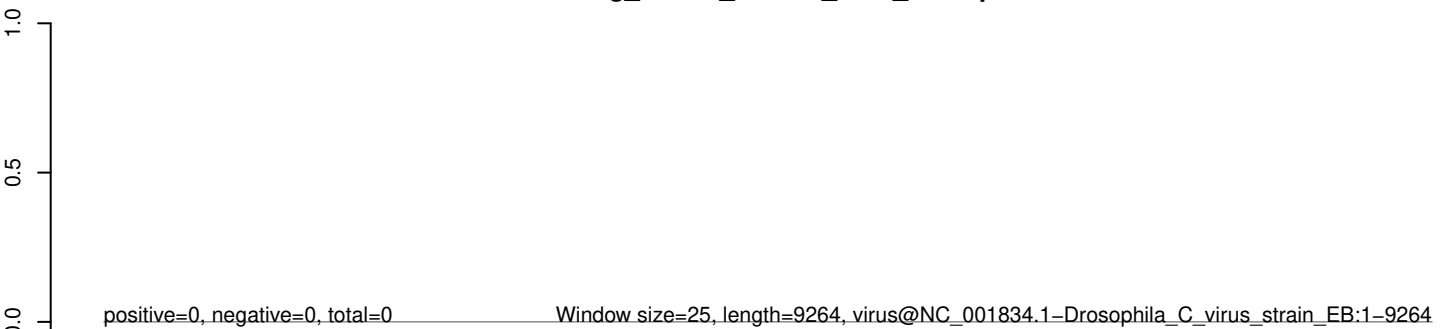 1.0
0.5
0.0
positive=0, negative=0, total=0
Window size=25, length=9264, virus@NC_001834.1−Drosophila_C_virus_strain_EB:1−9264